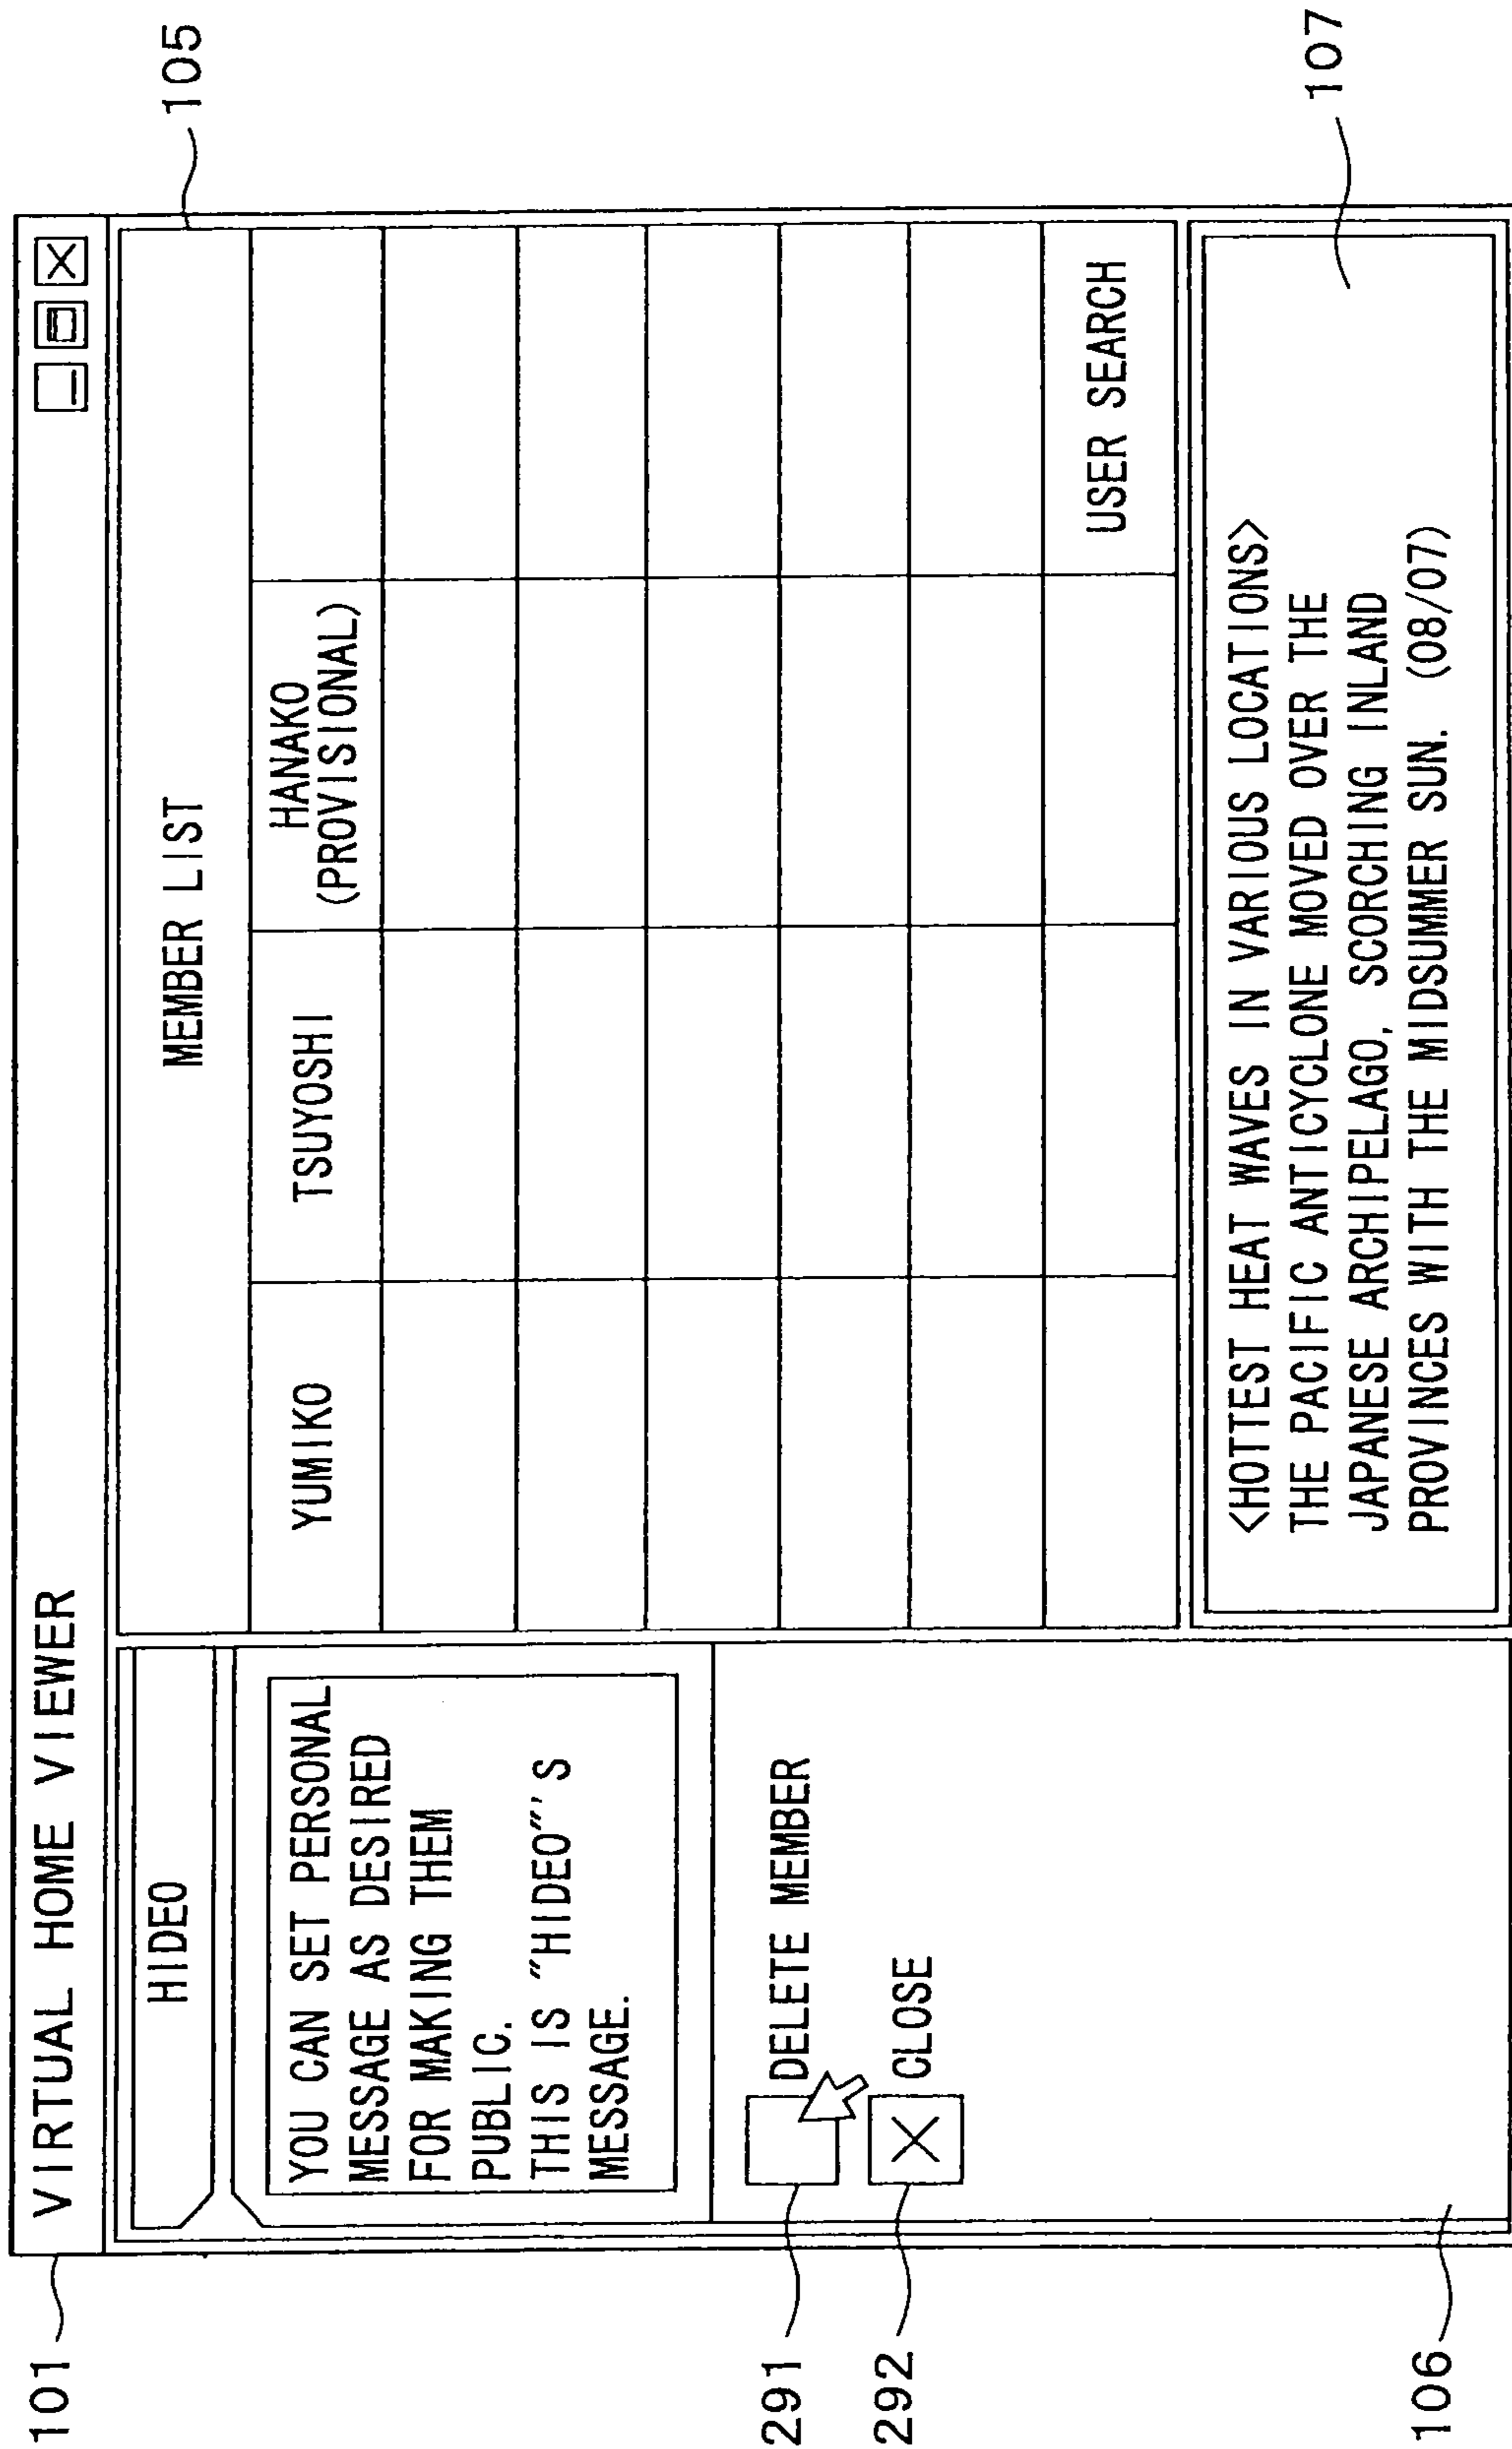 101
VIRTUAL HOME VIEWER
HIDEO
YOU CAN SET PERSONAL
MESSAGE AS DESIRED
FOR MAKING THEM
PUBLIC.
THIS IS "HIDEO"'S
MESSAGE.
291
DELETE MEMBER
292
CLOSE
106
105
MEMBER LIST
YUMIKO
TSUYOSHI
HANAKO
(PROVISIONAL)
USER SEARCH
107
<HOTTEST HEAT WAVES IN VARIOUS LOCATIONS>
THE PACIFIC ANTICYCLONE MOVED OVER THE
JAPANESE ARCHIPELAGO, SCORCHING INLAND
PROVINCES WITH THE MIDSUMMER SUN. (08/07)